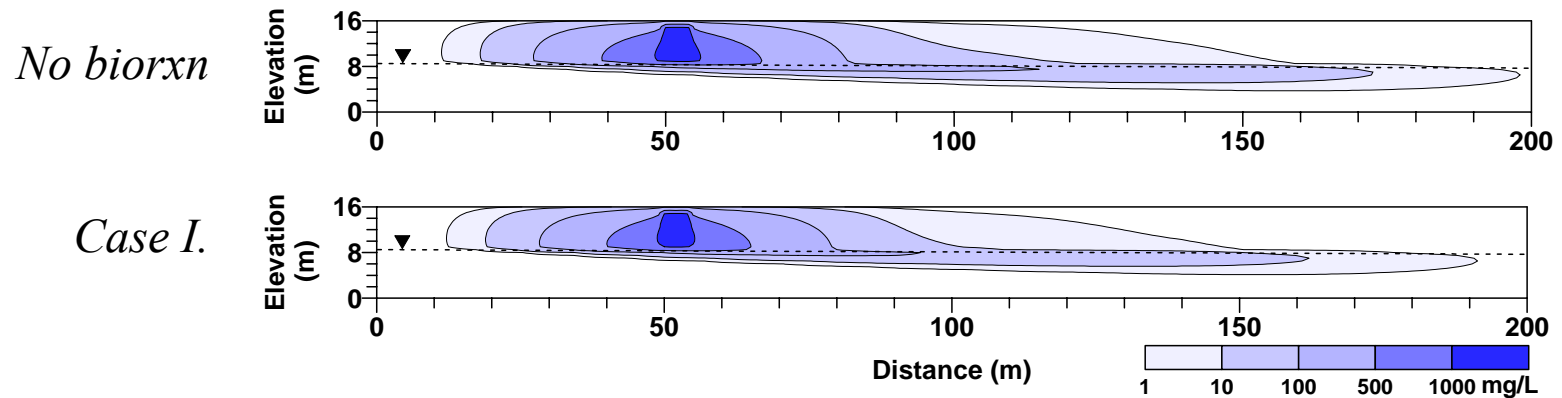 No biorxn
Elevation (m)
16
8
0
0 50 100 150 200
Case I.
Elevation (m)
16
8
0
0 50 100 150 200
Distance (m)
1 10 100 500 1000 mg/L